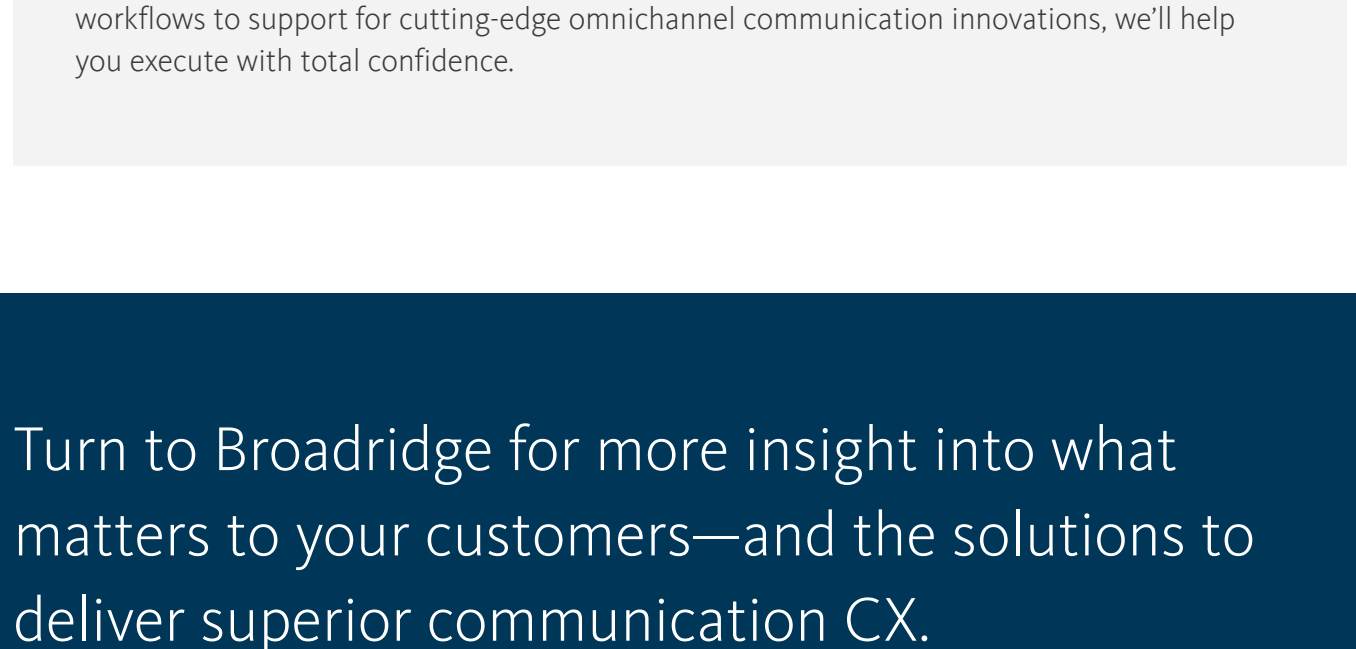 workflows to support for cutting-edge omnichannel communication innovations, we’ll help
you execute with total confidence.
Turn to Broadridge for more insight into what
matters to your customers—and the solutions to
deliver superior communication CX.